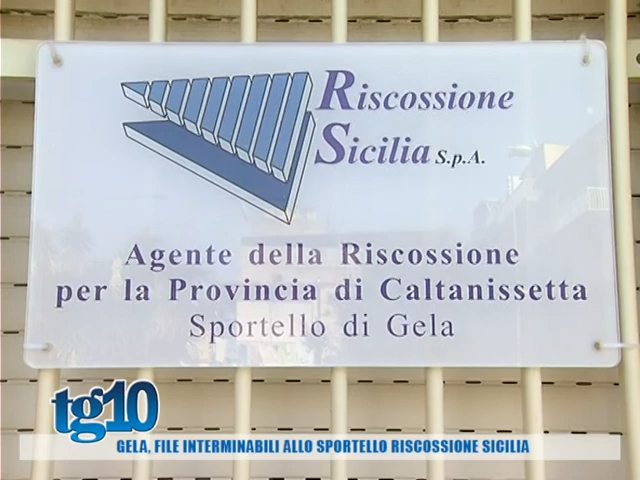 Riscossione
Sicilia S.p.A.
Agente della Riscossione
per la Provincia di Caltanissetta
Sportello di Gela
tg10
GELA, FILE INTERMINABILI ALLO SPORTELLO RISCOSSIONE SICILIA